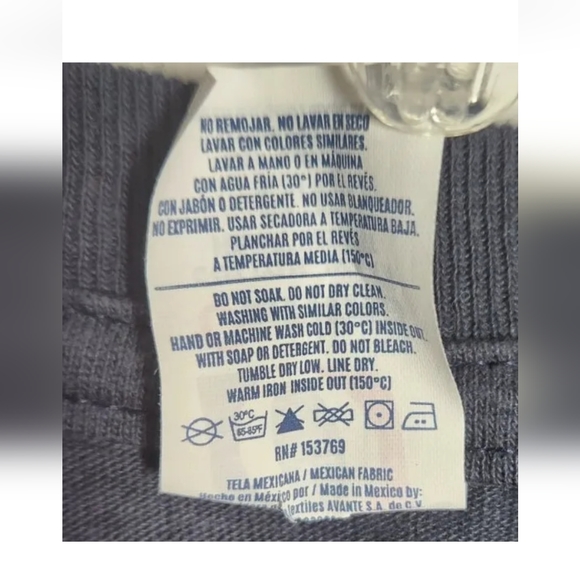 NO REMOJAR. NO LAVAR EN SECO
LAVAR CON COLORES SIMILARES.
LAVAR A MANO O EN MÁQUINA
CON AGUA FRÍA (30°) POR EL REVÉS.
CON JABÓN O DETERGENTE. NO USAR BLANQUEADOR.
NO EXPRIMIR. USAR SECADORA A TEMPERATURA BAJA.
PLANCHAR POR EL REVÉS
A TEMPERATURA MEDIA (150°C)
DO NOT SOAK. DO NOT DRY CLEAN.
WASHING WITH SIMILAR COLORS.
HAND OR MACHINE WASH COLD (30°C) INSIDE OUT
WITH SOAP OR DETERGENT. DO NOT BLEACH.
TUMBLE DRY LOW. LINE DRY.
WARM IRON INSIDE OUT (150°C)
30°C
65-85°F
RN# 153769
TELA MEXICANA / MEXICAN FABRIC
Hecho en México por / Made in Mexico by:
textiles AVANTE S.A. de C.V.